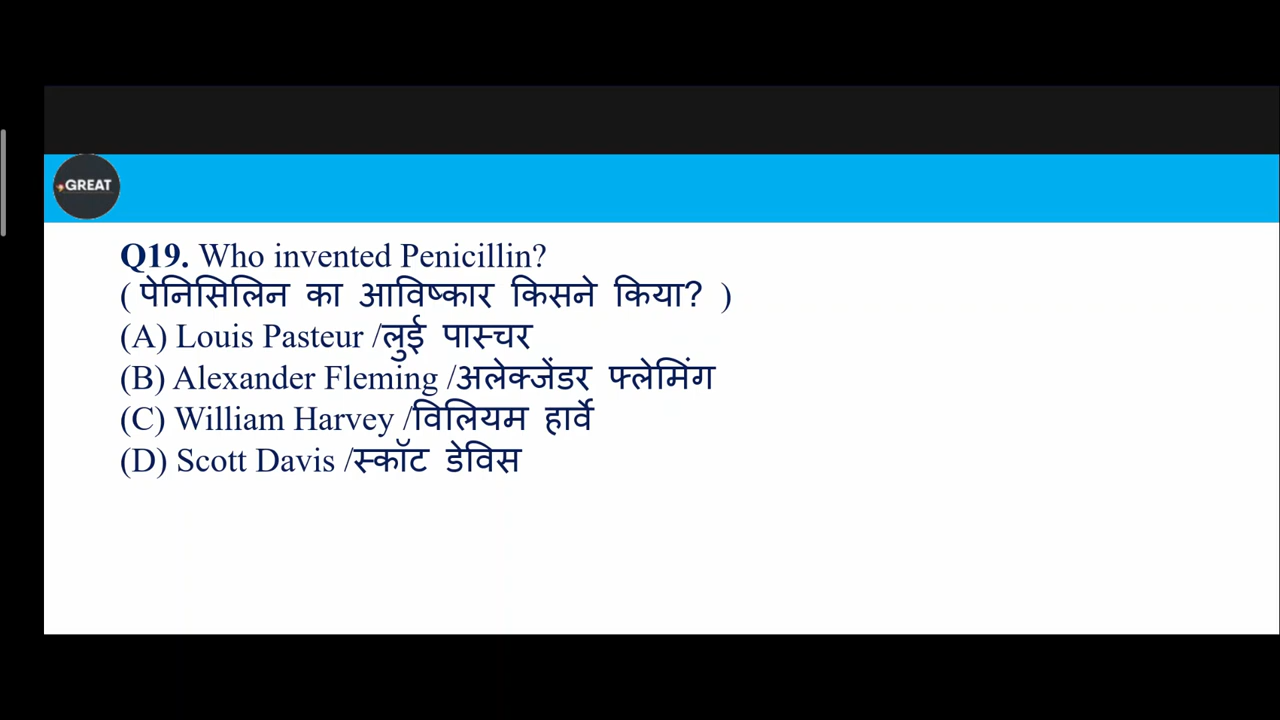 GREAT
Q19. Who invented Penicillin?
( पेनिसिलिन का आविष्कार किसने किया? )
(A) Louis Pasteur /लुई पास्चर
(B) Alexander Fleming /अलेक्जेंडर फ्लेमिंग
(C) William Harvey /विलियम हार्वे
(D) Scott Davis /स्कॉट डेविस